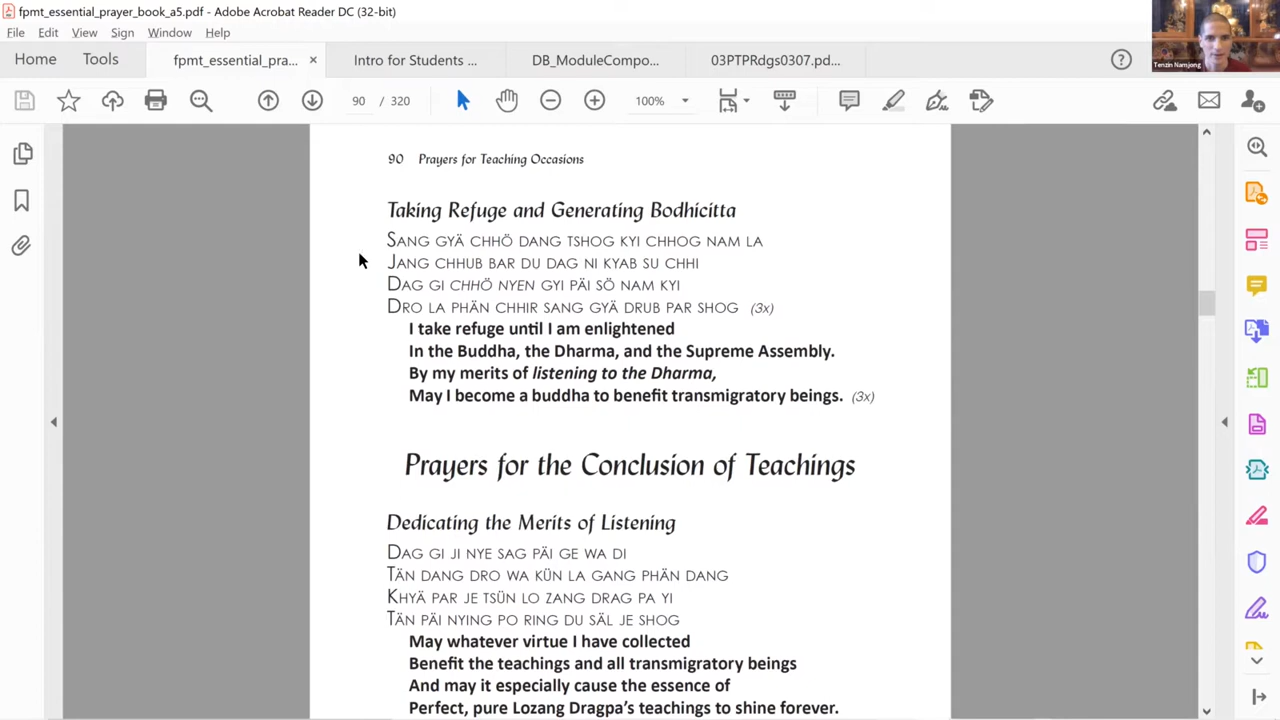 fpmt_essential_prayer_book_a5.pdf - Adobe Acrobat Reader DC (32-bit)
File Edit View Sign Window Help
Home Tools fpmt_essential_pra... × Intro for Students ... DB_ModuleCompo... 03PTPRdgs0307.pd...
90 / 320 100%
Tenzin Namjong
90 Prayers for Teaching Occasions
Taking Refuge and Generating Bodhicitta
SANG GYÄ CHHÖ DANG TSHOG KYI CHHOG NAM LA
JANG CHHUB BAR DU DAG NI KYAB SU CHHI
DAG GI CHHÖ NYEN GYI PÄI SÖ NAM KYI
DRO LA PHÄN CHHIR SANG GYÄ DRUB PAR SHOG (3x)
I take refuge until I am enlightened
In the Buddha, the Dharma, and the Supreme Assembly.
By my merits of listening to the Dharma,
May I become a buddha to benefit transmigratory beings. (3x)
Prayers for the Conclusion of Teachings
Dedicating the Merits of Listening
DAG GI JI NYE SAG PÄI GE WA DI
TÄN DANG DRO WA KÜN LA GANG PHÄN DANG
KHYÄ PAR JE TSÜN LO ZANG DRAG PA YI
TÄN PÄI NYING PO RING DU SÄL JE SHOG
May whatever virtue I have collected
Benefit the teachings and all transmigratory beings
And may it especially cause the essence of
Perfect, pure Lozang Dragpa's teachings to shine forever.